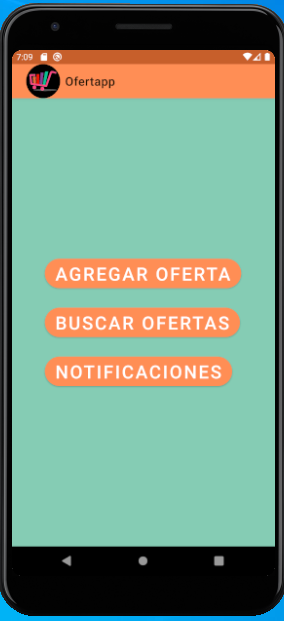 7:09
Ofertapp
AGREGAR OFERTA
BUSCAR OFERTAS
NOTIFICACIONES